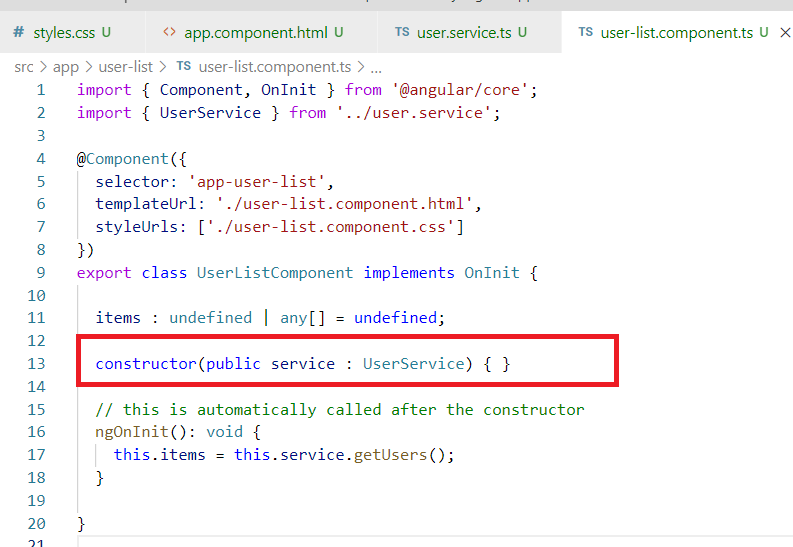 # styles.css U <> app.component.html U TS user.service.ts U TS user-list.component.ts U ×
src > app > user-list > TS user-list.component.ts > ...
1 import { Component, OnInit } from '@angular/core';
2 import { UserService } from '../user.service';
3
4 @Component({
5 selector: 'app-user-list',
6 templateUrl: './user-list.component.html',
7 styleUrls: ['./user-list.component.css']
8 })
9 export class UserListComponent implements OnInit {
10
11 items : undefined | any[] = undefined;
12
13 constructor(public service : UserService) { }
14
15 // this is automatically called after the constructor
16 ngOnInit(): void {
17 this.items = this.service.getUsers();
18 }
19
20 }
21